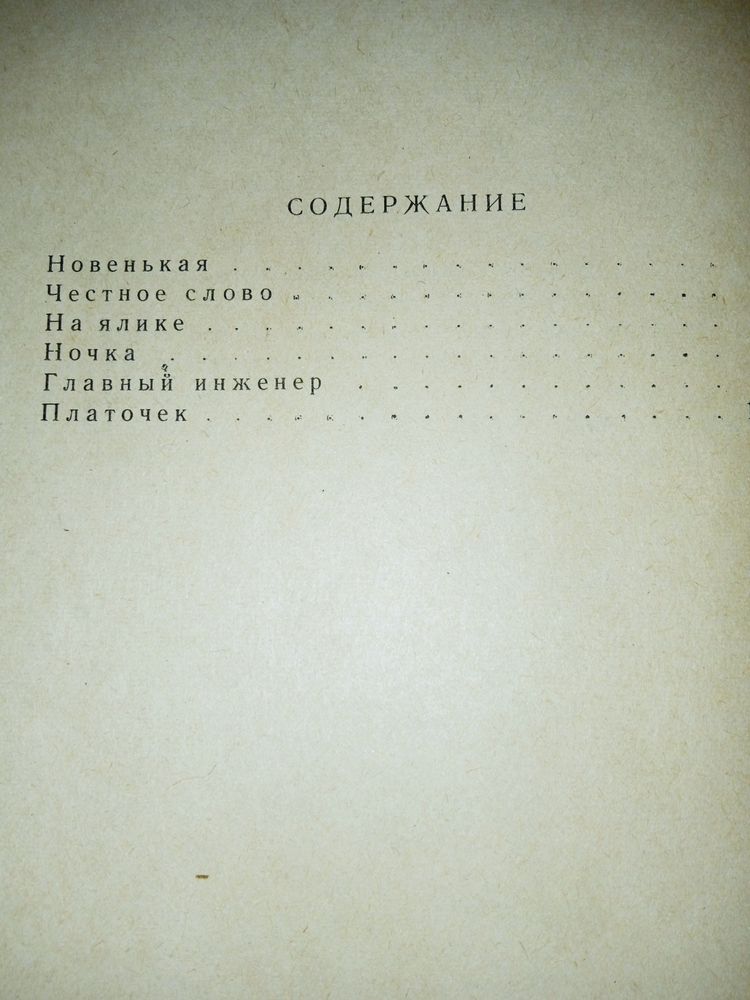 СОДЕРЖАНИЕ
Новенькая . . . . . . . . . . . . . . . .
Честное слово . . . . . . . . . . . . . .
На ялике . . . . . . . . . . . . . . . . .
Ночка . . . . . . . . . . . . . . . . . .
Главный инженер . . . . . . . . . . . .
Платочек . . . . . . . . . . . . . . . . .